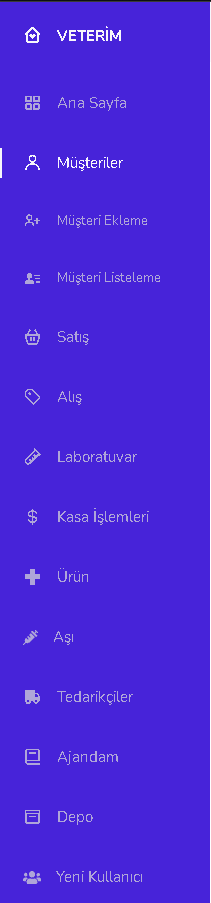 VETERİM
Ana Sayfa
Müşteriler
Müşteri Ekleme
Müşteri Listeleme
Satış
Alış
Laboratuvar
Kasa İşlemleri
Ürün
Aşı
Tedarikçiler
Ajandam
Depo
Yeni Kullanıcı